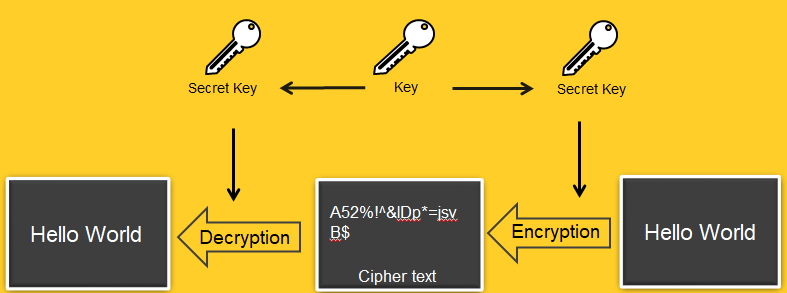 Secret Key
Key
Secret Key
Hello World
Decryption
A52%!^&lDp*=jsv
B$
Cipher text
Encryption
Hello World